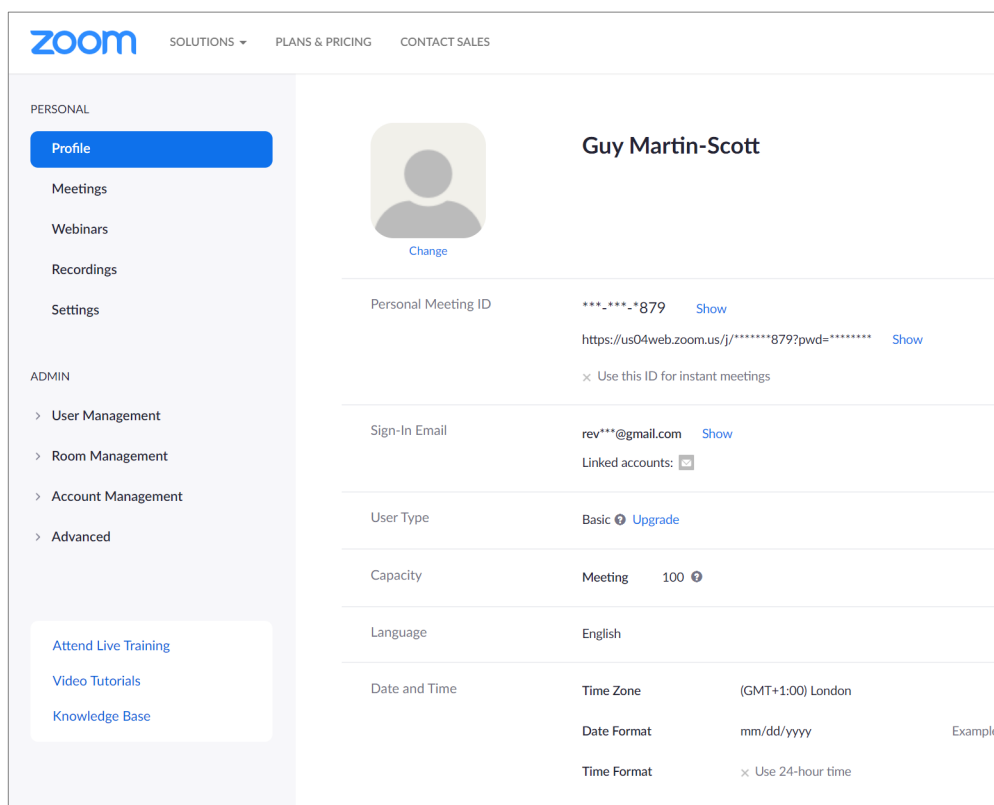 zoom SOLUTIONS PLANS & PRICING CONTACT SALES
PERSONAL
Profile
Meetings
Webinars
Recordings
Settings
ADMIN
User Management
Room Management
Account Management
Advanced
Attend Live Training
Video Tutorials
Knowledge Base
Guy Martin-Scott
Change
Personal Meeting ID ***-***-*879 Show
https://us04web.zoom.us/j/*******879?pwd=******** Show
× Use this ID for instant meetings
Sign-In Email rev***@gmail.com Show
Linked accounts:
User Type Basic Upgrade
Capacity Meeting 100
Language English
Date and Time Time Zone (GMT+1:00) London
Date Format mm/dd/yyyy Example
Time Format × Use 24-hour time